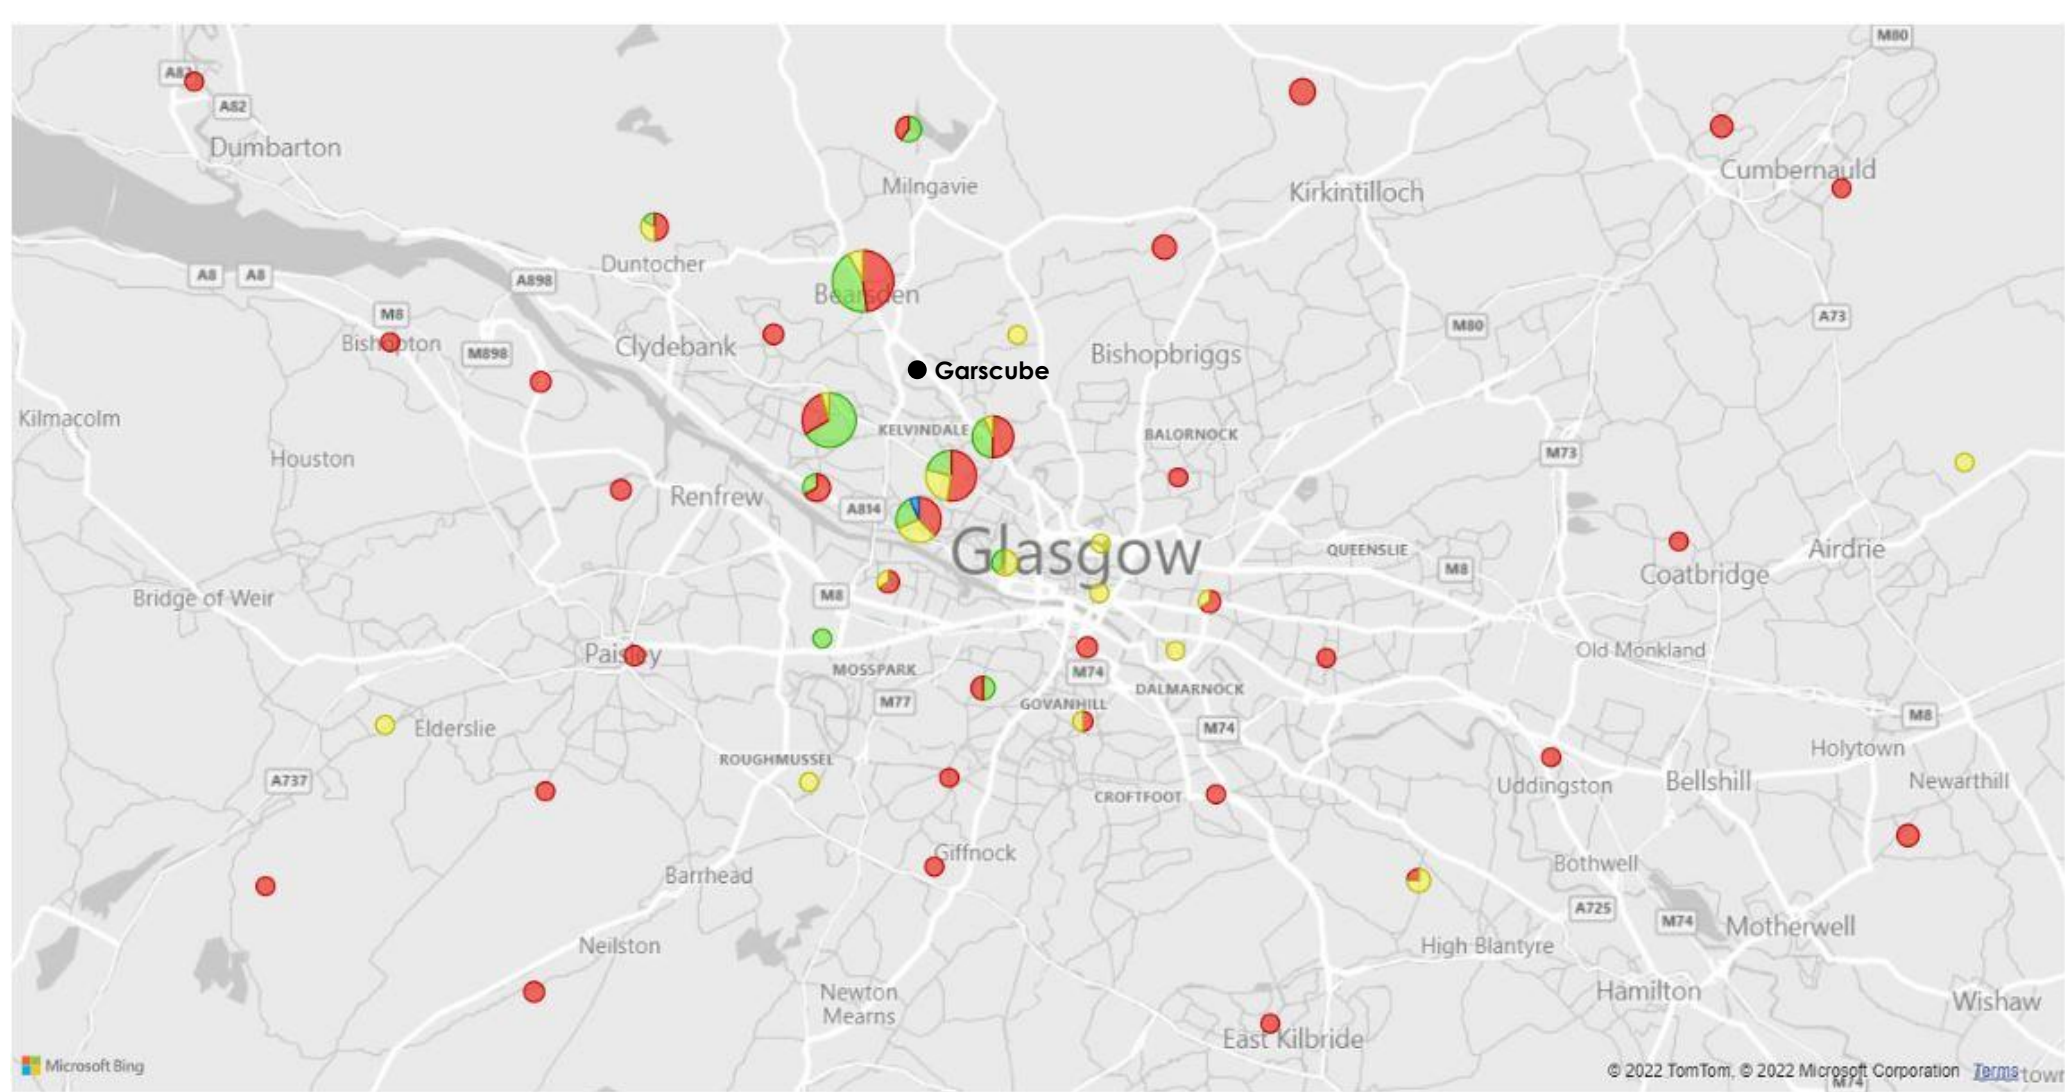 M80
A82
A82
Dumbarton
Milngavie
Kirkintilloch
Cumbernauld
Duntocher
A8
A8
A898
Bearsden
M8
Bishopton
M898
Clydebank
Bishopbriggs
M80
A73
Garscube
Kilmacolm
KELVINDALE
BALORNOCK
Houston
M73
Renfrew
A814
Glasgow
QUEENSLIE
M8
Airdrie
Coatbridge
Bridge of Weir
M8
Paisley
MOSSPARK
M74
Old Monkland
DALMARNOCK
M77
GOVANHILL
M8
Elderslie
M74
Holytown
ROUGHMUSSEL
A737
Uddingston
Bellshill
Newarthill
CROFTFOOT
Giffnock
Barrhead
Bothwell
A725
M74
Motherwell
Neilston
High Blantyre
Newton
Mearns
Hamilton
Wishaw
East Kilbride
Microsoft Bing
© 2022 TomTom, © 2022 Microsoft Corporation Terms
M74